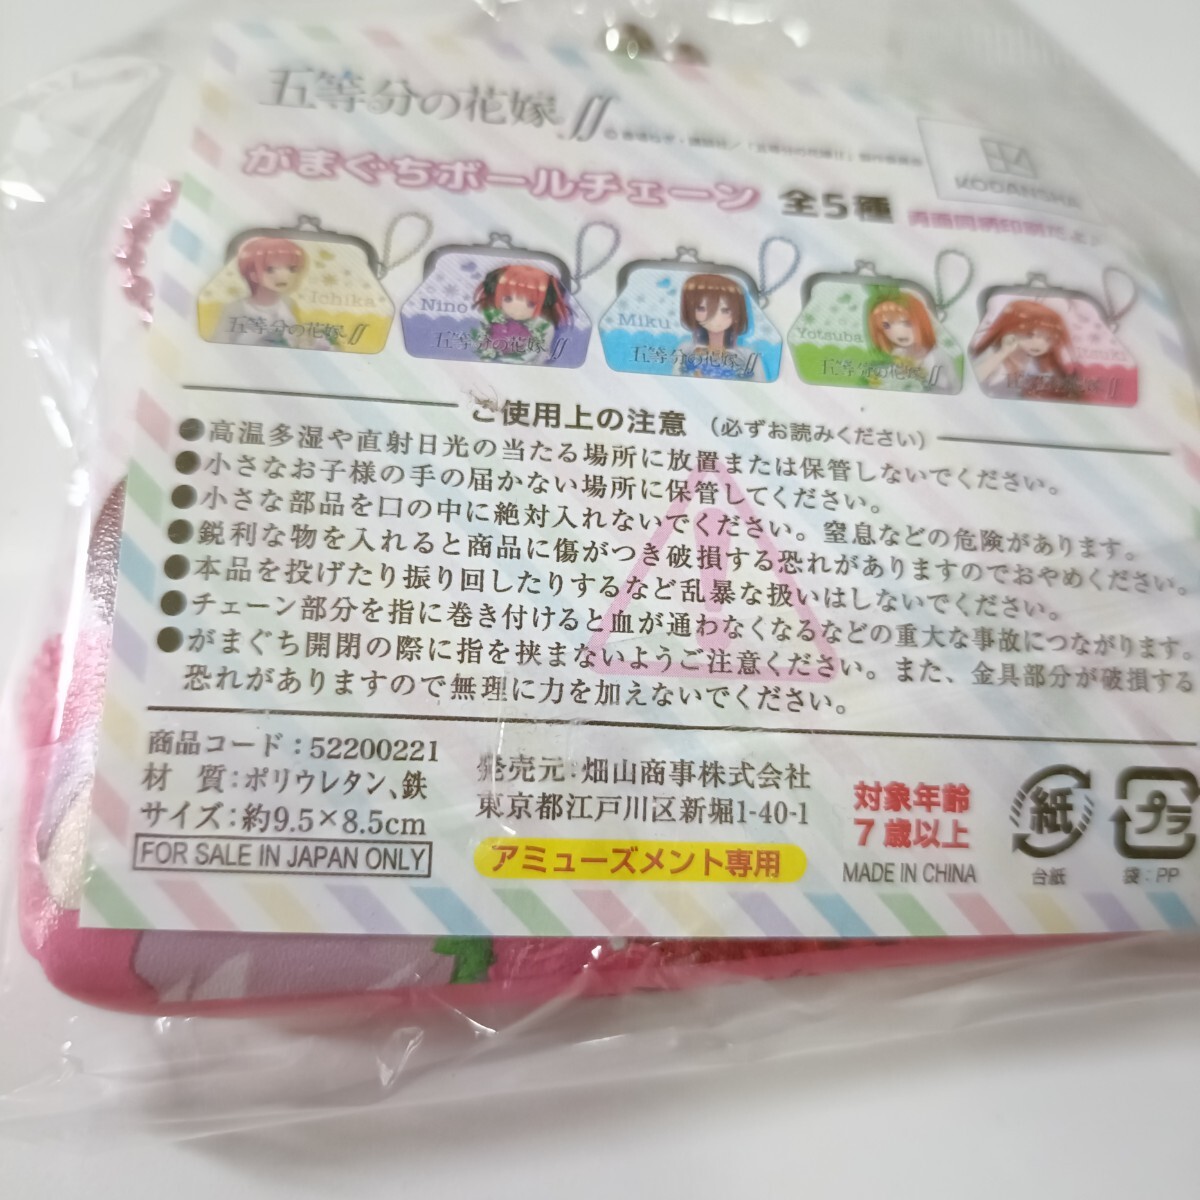 五等分の花嫁∬
KODANSHA
がまぐちボールチェーン 全5種
Ichika
五等分の花嫁∬
Nino
五等分の花嫁∬
Miku
五等分の花嫁∬
Yotsuba
五等分の花嫁∬
Itsuki
五等分の花嫁∬
ご使用上の注意 (必ずお読みください)
●高温多湿や直射日光の当たる場所に放置または保管しないでください。
●小さなお子様の手の届かない場所に保管してください。
●小さな部品を口の中に絶対入れないでください。窒息などの危険があります。
●鋭利な物を入れると商品に傷がつき破損する恐れがありますのでおやめください。
●本品を投げたり振り回したりするなど乱暴な扱いはしないでください。
●チェーン部分を指に巻き付けると血が通わなくなるなどの重大な事故につながります。
●がまぐち開閉の際に指を挟まないようご注意ください。また、金具部分が破損する
恐れがありますので無理に力を加えないでください。
商品コード:52200221
材 質:ポリウレタン、鉄
サイズ:約9.5×8.5cm
FOR SALE IN JAPAN ONLY
発売元:畑山商事株式会社
東京都江戸川区新堀1-40-1
アミューズメント専用
対象年齢
7歳以上
MADE IN CHINA
紙
台紙
プラ
袋:PP